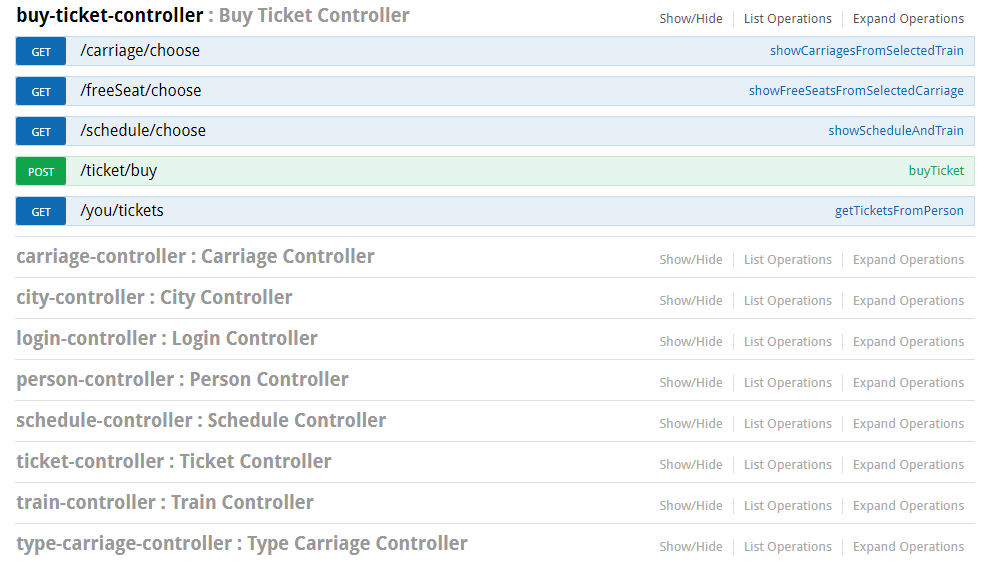 buy-ticket-controller : Buy Ticket Controller Show/Hide List Operations Expand Operations
GET /carriage/choose showCarriagesFromSelectedTrain
GET /freeSeat/choose showFreeSeatsFromSelectedCarriage
GET /schedule/choose showScheduleAndTrain
POST /ticket/buy buyTicket
GET /you/tickets getTicketsFromPerson
carriage-controller : Carriage Controller Show/Hide List Operations Expand Operations
city-controller : City Controller Show/Hide List Operations Expand Operations
login-controller : Login Controller Show/Hide List Operations Expand Operations
person-controller : Person Controller Show/Hide List Operations Expand Operations
schedule-controller : Schedule Controller Show/Hide List Operations Expand Operations
ticket-controller : Ticket Controller Show/Hide List Operations Expand Operations
train-controller : Train Controller Show/Hide List Operations Expand Operations
type-carriage-controller : Type Carriage Controller Show/Hide List Operations Expand Operations